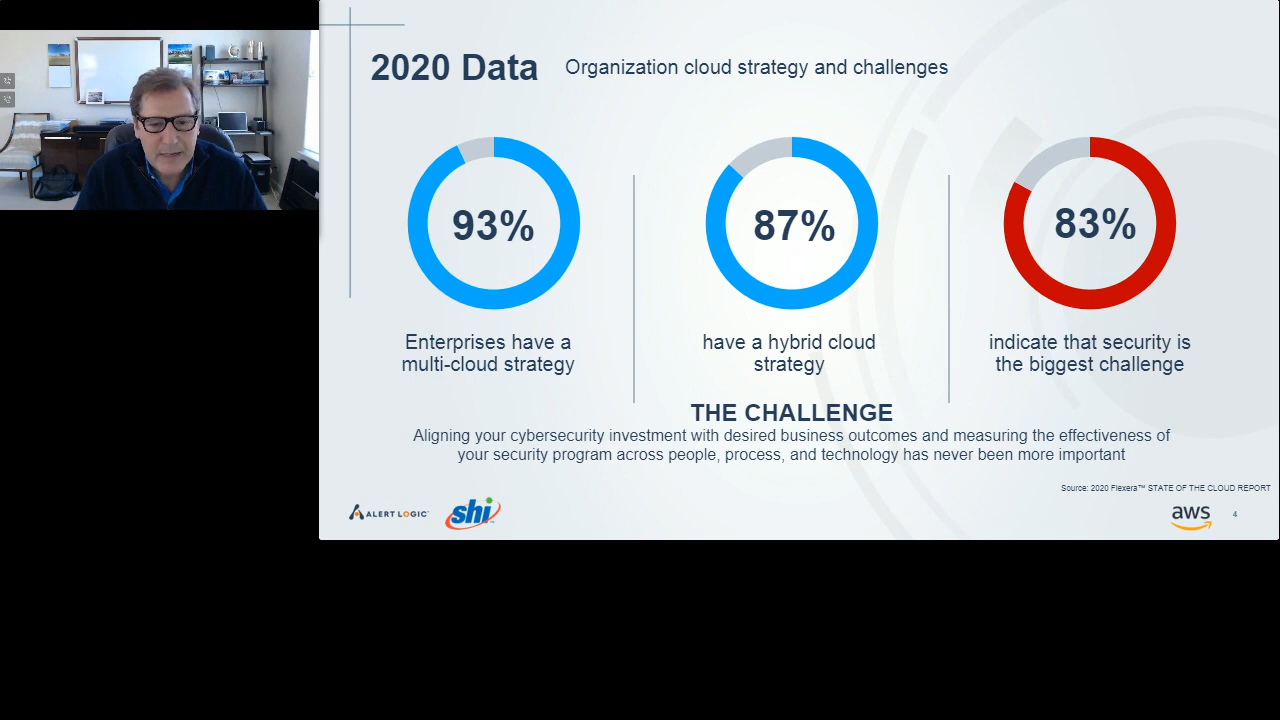 2020 Data
Organization cloud strategy and challenges
93%
87%
83%
Enterprises have a
multi-cloud strategy
have a hybrid cloud
strategy
indicate that security is
the biggest challenge
THE CHALLENGE
Aligning your cybersecurity investment with desired business outcomes and measuring the effectiveness of
your security program across people, process, and technology has never been more important
Source: 2020 Flexera™ STATE OF THE CLOUD REPORT
ALERT LOGIC
shi
aws
4